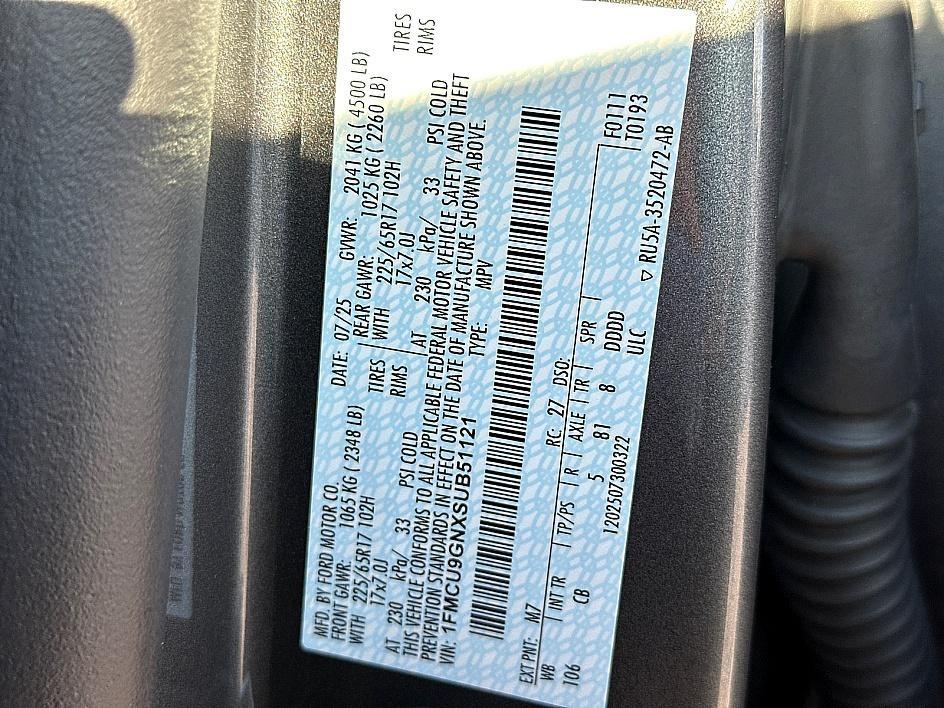 MFD. BY FORD MOTOR CO.
DATE: 07/25 GVWR: 2041 KG ( 4500 LB)
FRONT GAWR: 1065 KG ( 2348 LB) REAR GAWR: 1025 KG ( 2260 LB)
WITH 225/65R17 102H TIRES WITH 225/65R17 102H TIRES
17x7.0J RIMS 17x7.0J RIMS
AT 230 kPa/ 33 PSI COLD AT 230 kPa/ 33 PSI COLD
THIS VEHICLE CONFORMS TO ALL APPLICABLE FEDERAL MOTOR VEHICLE SAFETY AND THEFT
PREVENTION STANDARDS IN EFFECT ON THE DATE OF MANUFACTURE SHOWN ABOVE.
VIN: 1FMCU9GNXSUB51121 TYPE: MPV
EXT PNT: M7 RC: 27 DSO: F0111
WB INT TR TP/PS R AXLE TR SPR T0193
106 CB 5 81 8 DDDD
1202507300322 ULC ▽ RU5A-3520472-AB